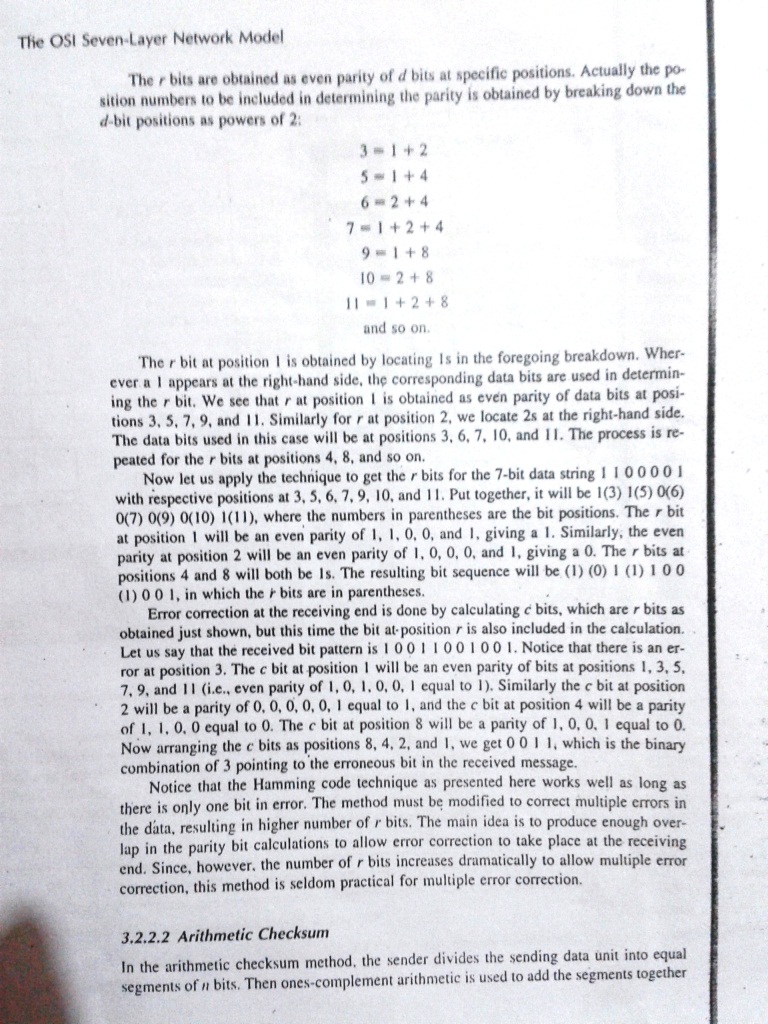 The OSI Seven-Layer Network Model
The r bits are obtained as even parity of d bits at specific positions. Actually the po-
sition numbers to be included in determining the parity is obtained by breaking down the
d-bit positions as powers of 2:
3 = 1 + 2
5 = 1 + 4
6 = 2 + 4
7 = 1 + 2 + 4
9 = 1 + 8
10 = 2 + 8
11 = 1 + 2 + 8
and so on.
The r bit at position 1 is obtained by locating 1s in the foregoing breakdown. Wher-
ever a 1 appears at the right-hand side, the corresponding data bits are used in determin-
ing the r bit. We see that r at position 1 is obtained as even parity of data bits at posi-
tions 3, 5, 7, 9, and 11. Similarly for r at position 2, we locate 2s at the right-hand side.
The data bits used in this case will be at positions 3, 6, 7, 10, and 11. The process is re-
peated for the r bits at positions 4, 8, and so on.
Now let us apply the technique to get the r bits for the 7-bit data string 1 1 0 0 0 0 1
with respective positions at 3, 5, 6, 7, 9, 10, and 11. Put together, it will be 1(3) 1(5) 0(6)
0(7) 0(9) 0(10) 1(11), where the numbers in parentheses are the bit positions. The r bit
at position 1 will be an even parity of 1, 1, 0, 0, and 1, giving a 1. Similarly, the even
parity at position 2 will be an even parity of 1, 0, 0, 0, and 1, giving a 0. The r bits at
positions 4 and 8 will both be 1s. The resulting bit sequence will be (1) (0) 1 (1) 1 0 0
(1) 0 0 1, in which the r bits are in parentheses.
Error correction at the receiving end is done by calculating c bits, which are r bits as
obtained just shown, but this time the bit at position r is also included in the calculation.
Let us say that the received bit pattern is 1 0 0 1 1 0 0 1 0 0 1. Notice that there is an er-
ror at position 3. The c bit at position 1 will be an even parity of bits at positions 1, 3, 5,
7, 9, and 11 (i.e., even parity of 1, 0, 1, 0, 0, 1 equal to 1). Similarly the c bit at position
2 will be a parity of 0, 0, 0, 0, 0, 1 equal to 1, and the c bit at position 4 will be a parity
of 1, 1, 0, 0 equal to 0. The c bit at position 8 will be a parity of 1, 0, 0, 1 equal to 0.
Now arranging the c bits as positions 8, 4, 2, and 1, we get 0 0 1 1, which is the binary
combination of 3 pointing to the erroneous bit in the received message.
Notice that the Hamming code technique as presented here works well as long as
there is only one bit in error. The method must be modified to correct multiple errors in
the data, resulting in higher number of r bits. The main idea is to produce enough over-
lap in the parity bit calculations to allow error correction to take place at the receiving
end. Since, however, the number of r bits increases dramatically to allow multiple error
correction, this method is seldom practical for multiple error correction.
3.2.2.2 Arithmetic Checksum
In the arithmetic checksum method, the sender divides the sending data unit into equal
segments of n bits. Then ones-complement arithmetic is used to add the segments together